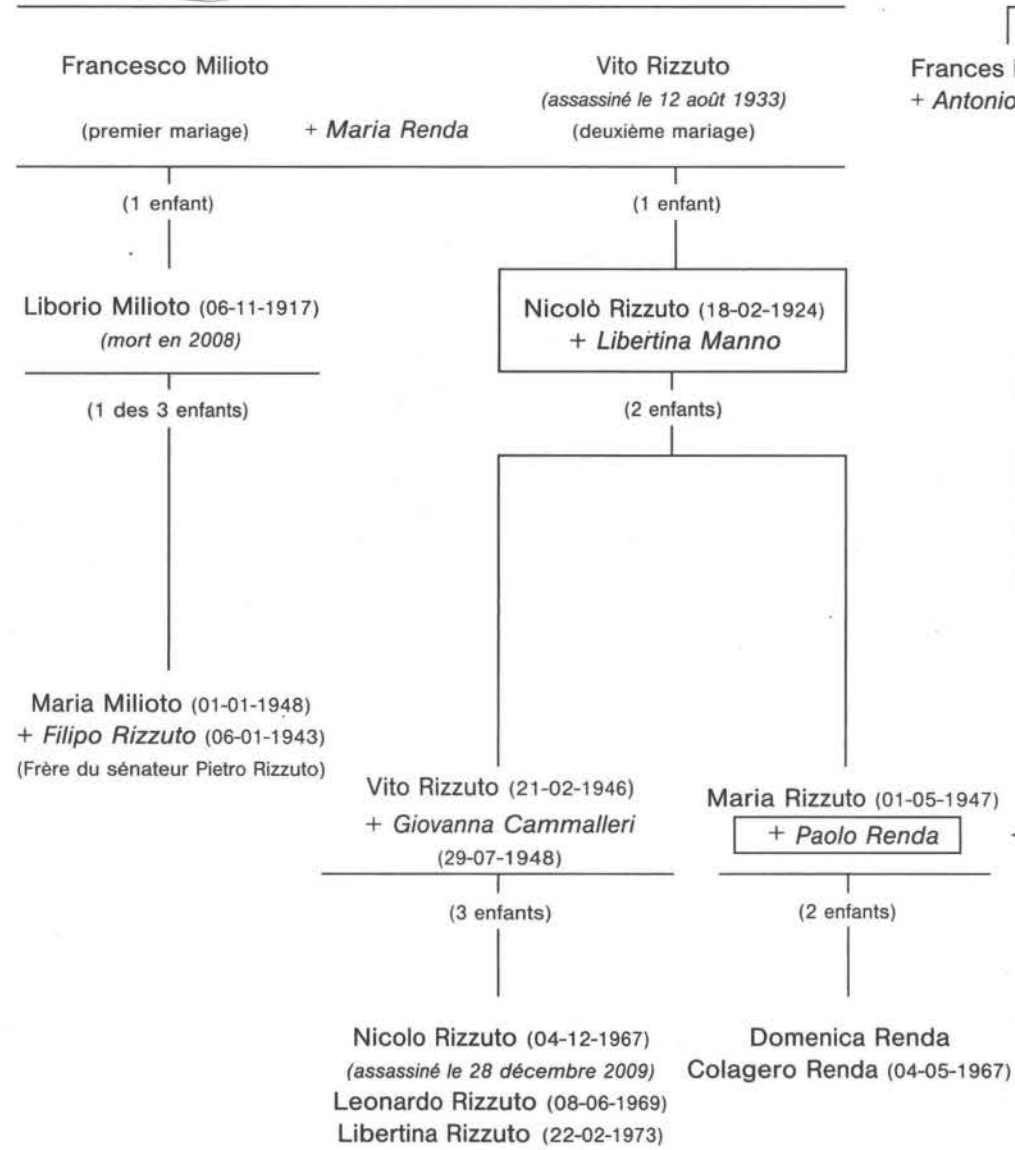 Francesco Milioto
(premier mariage)
+ Maria Renda
Vito Rizzuto
(assassiné le 12 août 1933)
(deuxième mariage)
Frances
+ Antonio
(1 enfant)
(1 enfant)
Liborio Milioto (06-11-1917)
(mort en 2008)
Nicolò Rizzuto (18-02-1924)
+ Libertina Manno
(1 des 3 enfants)
(2 enfants)
Maria Milioto (01-01-1948)
+ Filipo Rizzuto (06-01-1943)
(Frère du sénateur Pietro Rizzuto)
Vito Rizzuto (21-02-1946)
+ Giovanna Cammalleri
(29-07-1948)
Maria Rizzuto (01-05-1947)
+ Paolo Renda
(3 enfants)
(2 enfants)
Nicolo Rizzuto (04-12-1967)
(assassiné le 28 décembre 2009)
Leonardo Rizzuto (08-06-1969)
Libertina Rizzuto (22-02-1973)
Domenica Renda
Colagero Renda (04-05-1967)